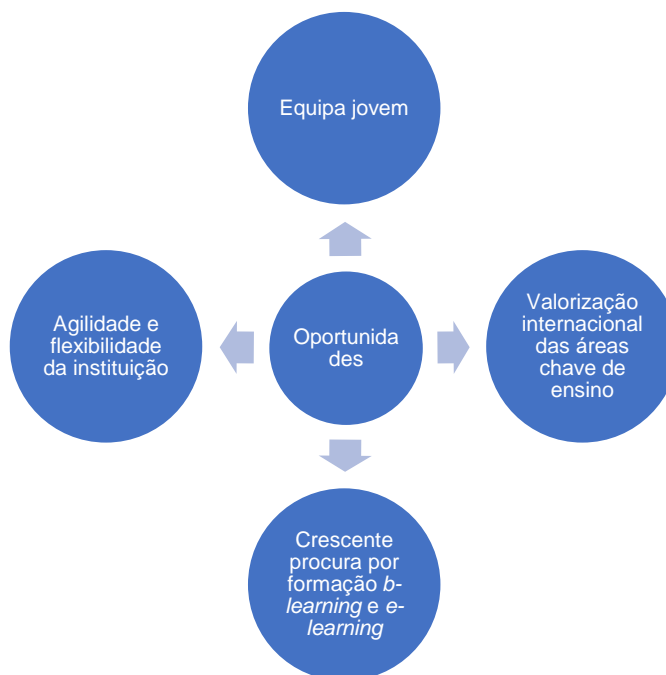 Equipa jovem
Agilidade e
flexibilidade
da instituição
Oportunida
des
Valorização
internacional
das áreas
chave de
ensino
Crescente
procura por
formação b-
learning e e-
learning